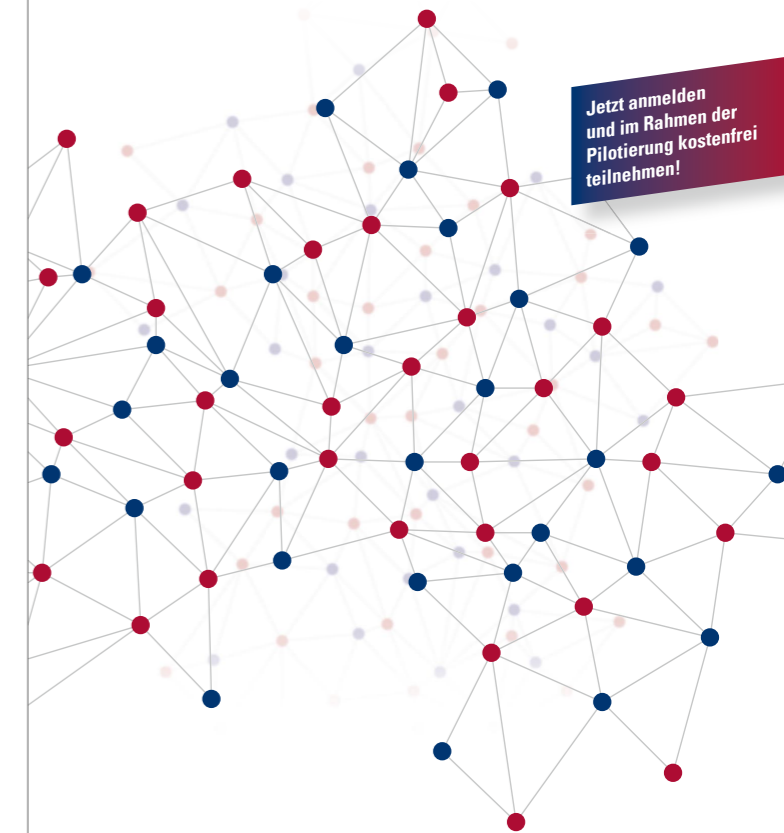 Jetzt anmelden
und im Rahmen der
Pilotierung kostenfrei
teilnehmen!